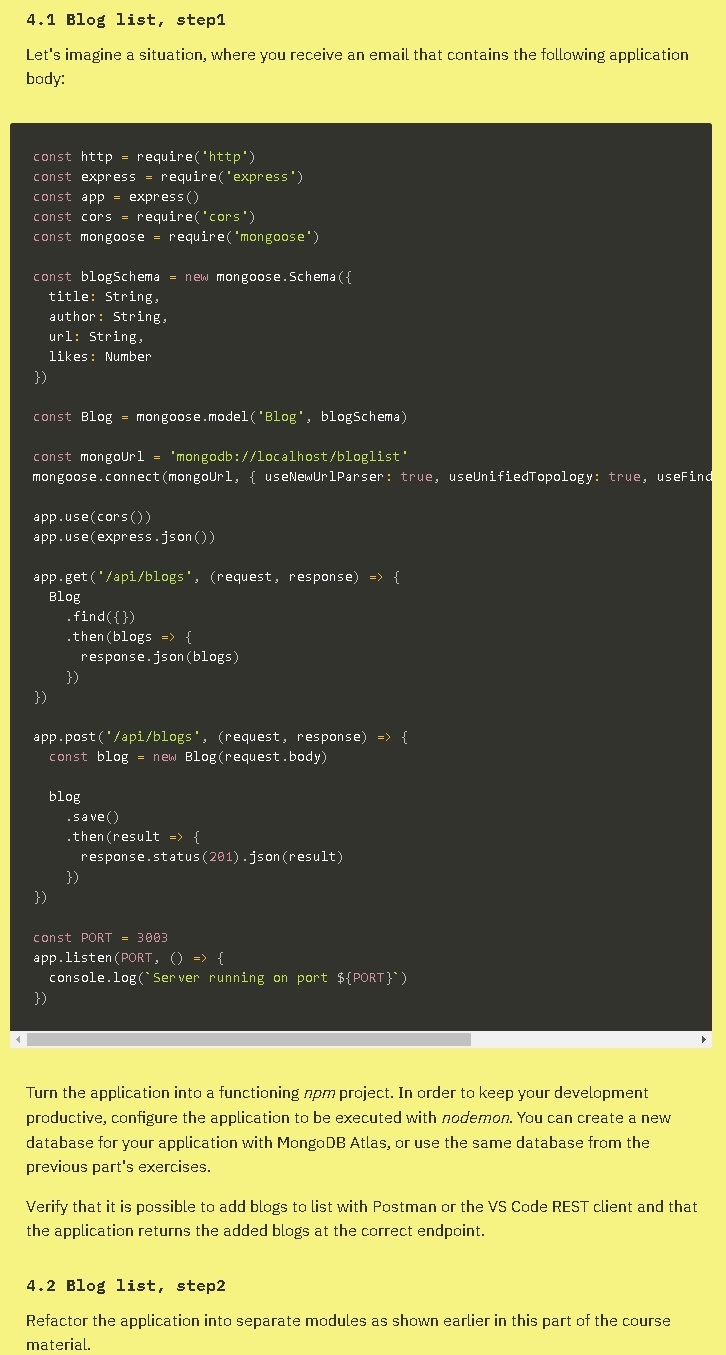 4.1 Blog list, step1
Let's imagine a situation, where you receive an email that contains the following application
body:
const http = require('http')
const express = require('express')
const app = express()
const cors = require('cors')
const mongoose = require('mongoose')
const blogSchema = new mongoose.Schema({
  title: String,
  author: String,
  url: String,
  likes: Number
})
const Blog = mongoose.model('Blog', blogSchema)
const mongoUrl = 'mongodb://localhost/bloglist'
mongoose.connect(mongoUrl, { useNewUrlParser: true, useUnifiedTopology: true, useFind
app.use(cors())
app.use(express.json())
app.get('/api/blogs', (request, response) => {
  Blog
    .find({})
    .then(blogs => {
      response.json(blogs)
    })
})
app.post('/api/blogs', (request, response) => {
  const blog = new Blog(request.body)
  blog
    .save()
    .then(result => {
      response.status(201).json(result)
    })
})
const PORT = 3003
app.listen(PORT, () => {
  console.log(`Server running on port ${PORT}`)
})
Turn the application into a functioning npm project. In order to keep your development
productive, configure the application to be executed with nodemon. You can create a new
database for your application with MongoDB Atlas, or use the same database from the
previous part's exercises.
Verify that it is possible to add blogs to list with Postman or the VS Code REST client and that
the application returns the added blogs at the correct endpoint.
4.2 Blog list, step2
Refactor the application into separate modules as shown earlier in this part of the course
material.